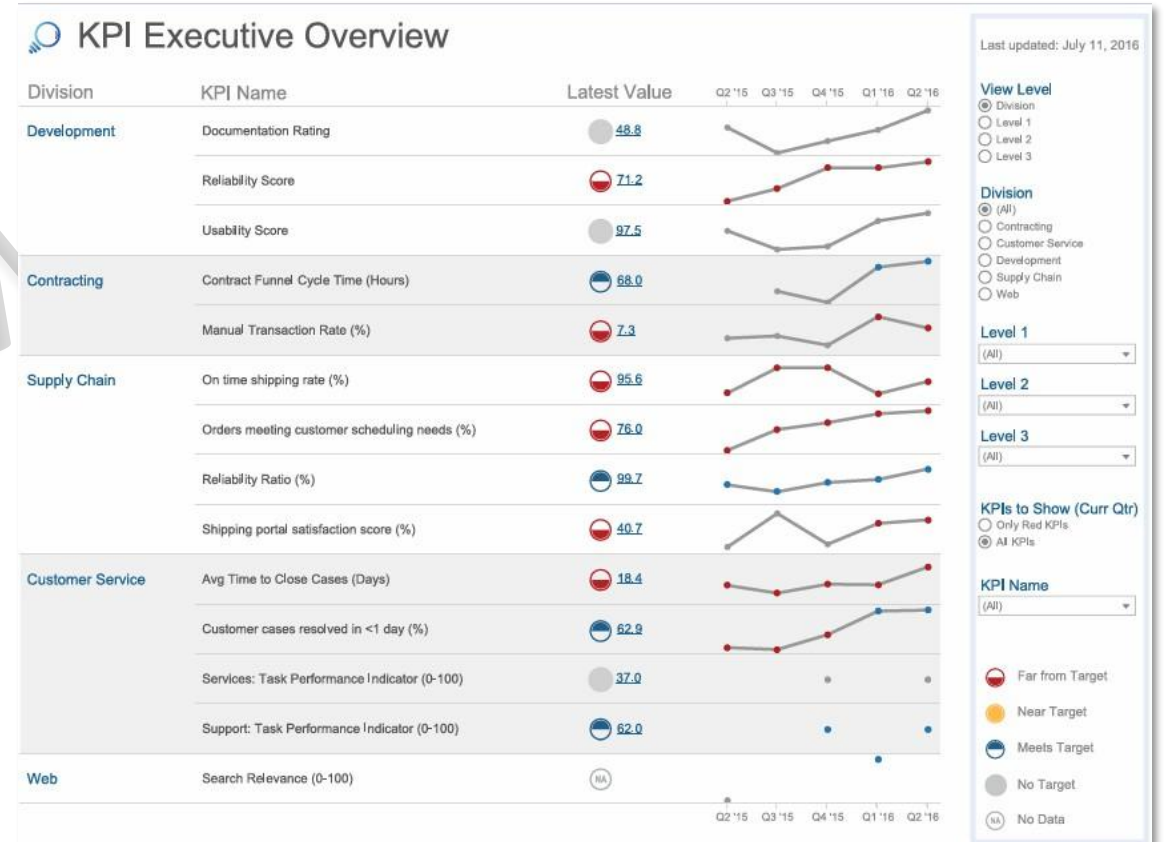 KPI Executive Overview
Last updated: July 11, 2016
Division KPI Name Latest Value Q2 '15 Q3 '15 Q4 '15 Q1 '16 Q2 '16
Development Documentation Rating 48.8
Reliability Score 71.2
Usability Score 97.5
Contracting Contract Funnel Cycle Time (Hours) 68.0
Manual Transaction Rate (%) 7.3
Supply Chain On time shipping rate (%) 95.6
Orders meeting customer scheduling needs (%) 76.0
Reliability Ratio (%) 99.7
Shipping portal satisfaction score (%) 40.7
Customer Service Avg Time to Close Cases (Days) 18.4
Customer cases resolved in <1 day (%) 62.9
Services: Task Performance Indicator (0-100) 37.0
Support: Task Performance Indicator (0-100) 62.0
Web Search Relevance (0-100) NA
Q2 '15 Q3 '15 Q4 '15 Q1 '16 Q2 '16
View Level
Division
Level 1
Level 2
Level 3
Division
(All)
Contracting
Customer Service
Development
Supply Chain
Web
Level 1
(All)
Level 2
(All)
Level 3
(All)
KPIs to Show (Curr Qtr)
Only Red KPIs
All KPIs
KPI Name
(All)
Far from Target
Near Target
Meets Target
No Target
NA No Data